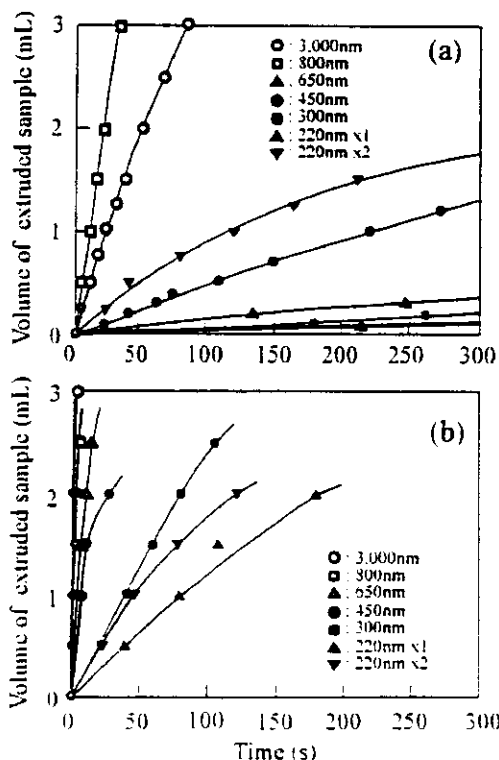 Volume of extruded sample (mL)
3
2
1
0
(a)
: 3,000nm
: 800nm
: 650nm
: 450nm
: 300nm
: 220nm x1
: 220nm x2
0 50 100 150 200 250 300
Volume of extruded sample (mL)
3
2
1
0
(b)
: 3,000nm
: 800nm
: 650nm
: 450nm
: 300nm
: 220nm x1
: 220nm x2
0 50 100 150 200 250 300
Time (s)